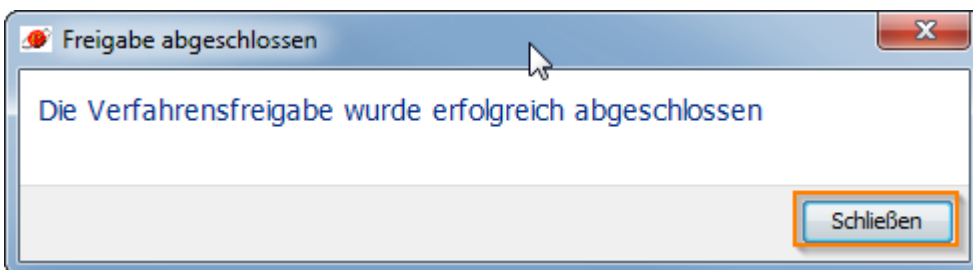 Freigabe abgeschlossen
Die Verfahrensfreigabe wurde erfolgreich abgeschlossen
Schließen